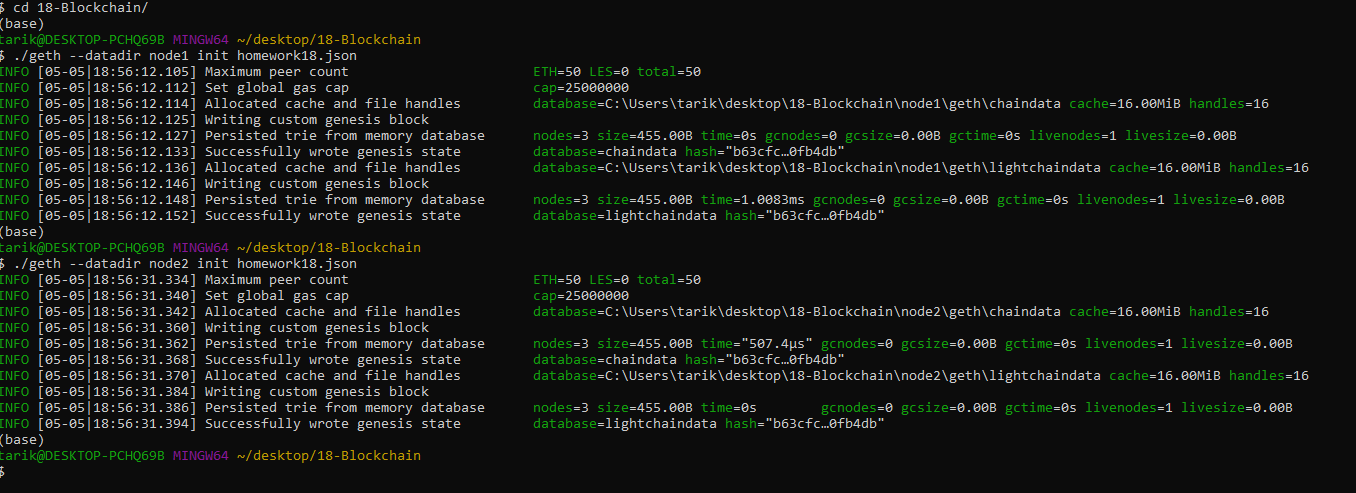 $ cd 18-Blockchain/
(base)
tarik@DESKTOP-PCHQ69B MINGW64 ~/desktop/18-Blockchain
$ ./geth --datadir node1 init homework18.json
INFO [05-05|18:56:12.105] Maximum peer count                       ETH=50 LES=0 total=50
INFO [05-05|18:56:12.112] Set global gas cap                       cap=25000000
INFO [05-05|18:56:12.114] Allocated cache and file handles         database=C:\Users\tarik\desktop\18-Blockchain\node1\geth\chaindata cache=16.00MiB handles=16
INFO [05-05|18:56:12.125] Writing custom genesis block
INFO [05-05|18:56:12.127] Persisted trie from memory database      nodes=3 size=455.00B time=0s gcnodes=0 gcsize=0.00B gctime=0s livenodes=1 livesize=0.00B
INFO [05-05|18:56:12.133] Successfully wrote genesis state         database=chaindata hash="b63cfc…0fb4db"
INFO [05-05|18:56:12.136] Allocated cache and file handles         database=C:\Users\tarik\desktop\18-Blockchain\node1\geth\lightchaindata cache=16.00MiB handles=16
INFO [05-05|18:56:12.146] Writing custom genesis block
INFO [05-05|18:56:12.148] Persisted trie from memory database      nodes=3 size=455.00B time=1.0083ms gcnodes=0 gcsize=0.00B gctime=0s livenodes=1 livesize=0.00B
INFO [05-05|18:56:12.152] Successfully wrote genesis state         database=lightchaindata hash="b63cfc…0fb4db"
(base)
tarik@DESKTOP-PCHQ69B MINGW64 ~/desktop/18-Blockchain
$ ./geth --datadir node2 init homework18.json
INFO [05-05|18:56:31.334] Maximum peer count                       ETH=50 LES=0 total=50
INFO [05-05|18:56:31.340] Set global gas cap                       cap=25000000
INFO [05-05|18:56:31.342] Allocated cache and file handles         database=C:\Users\tarik\desktop\18-Blockchain\node2\geth\chaindata cache=16.00MiB handles=16
INFO [05-05|18:56:31.360] Writing custom genesis block
INFO [05-05|18:56:31.362] Persisted trie from memory database      nodes=3 size=455.00B time="507.4µs" gcnodes=0 gcsize=0.00B gctime=0s livenodes=1 livesize=0.00B
INFO [05-05|18:56:31.368] Successfully wrote genesis state         database=chaindata hash="b63cfc…0fb4db"
INFO [05-05|18:56:31.370] Allocated cache and file handles         database=C:\Users\tarik\desktop\18-Blockchain\node2\geth\lightchaindata cache=16.00MiB handles=16
INFO [05-05|18:56:31.384] Writing custom genesis block
INFO [05-05|18:56:31.386] Persisted trie from memory database      nodes=3 size=455.00B time=0s        gcnodes=0 gcsize=0.00B gctime=0s livenodes=1 livesize=0.00B
INFO [05-05|18:56:31.394] Successfully wrote genesis state         database=lightchaindata hash="b63cfc…0fb4db"
(base)
tarik@DESKTOP-PCHQ69B MINGW64 ~/desktop/18-Blockchain
$